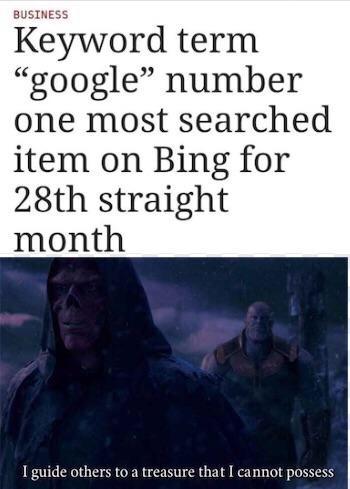 BUSINESS
Keyword term
“google” number
one most searched
item on Bing for
28th straight
month
I guide others to a treasure that I cannot possess